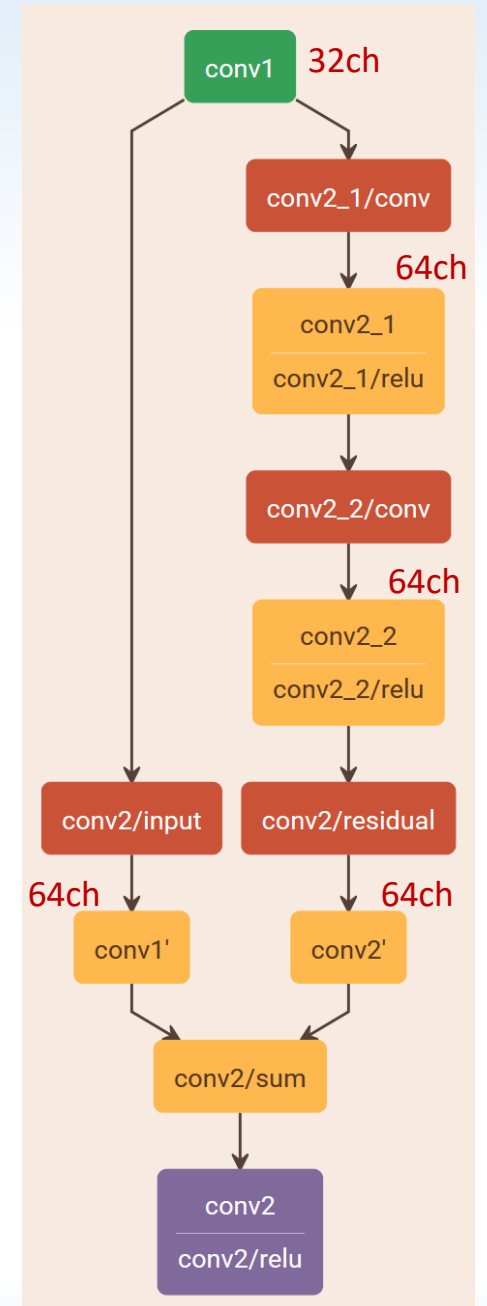 conv1 32ch
conv2_1/conv
64ch
conv2_1
conv2_1/relu
conv2_2/conv
64ch
conv2_2
conv2_2/relu
conv2/input conv2/residual
64ch 64ch
conv1' conv2'
conv2/sum
conv2
conv2/relu